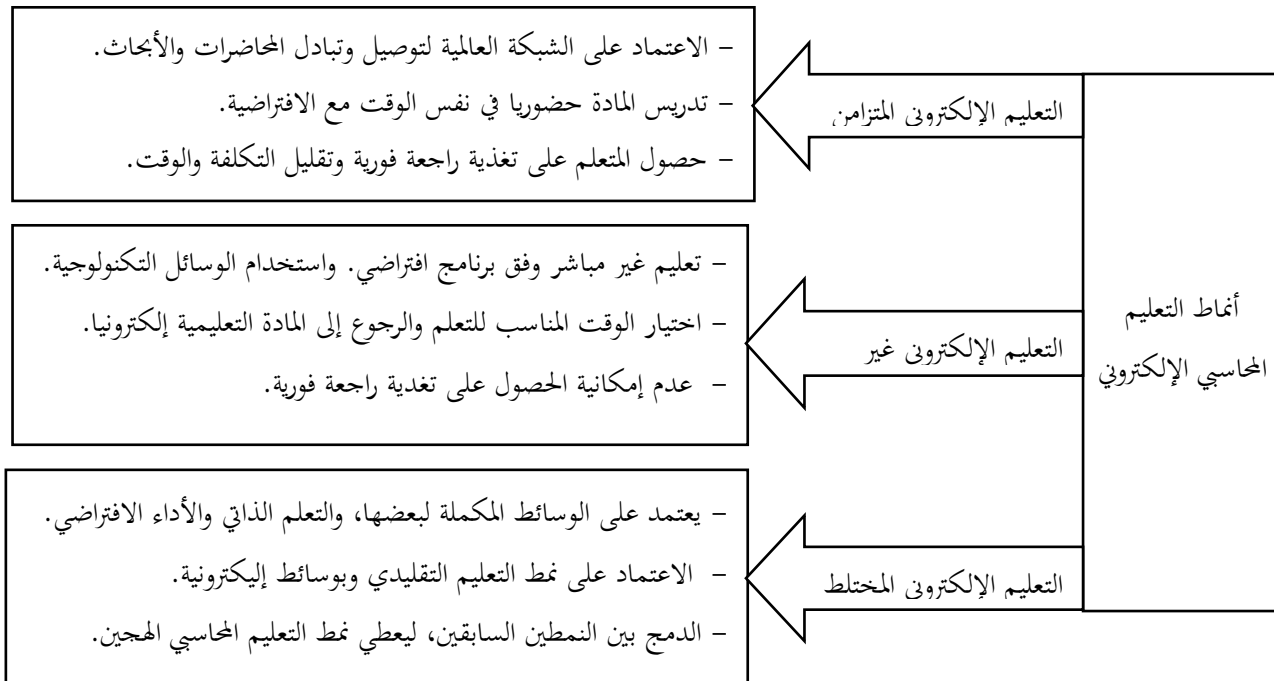 أنماط التعليم
المحاسبي الإلكتروني
التعليم الإلكتروني المتزامن
– الاعتماد على الشبكة العالمية لتوصيل وتبادل المحاضرات والأبحاث.
– تدريس المادة حضوريا في نفس الوقت مع الافتراضية.
– حصول المتعلم على تغذية راجعة فورية وتقليل التكلفة والوقت.
التعليم الإلكتروني غير
– تعليم غير مباشر وفق برنامج افتراضي. واستخدام الوسائل التكنولوجية.
– اختيار الوقت المناسب للتعلم والرجوع إلى المادة التعليمية إلكترونيا.
– عدم إمكانية الحصول على تغدية راجعة فورية.
التعليم الإلكتروني المختلط
– يعتمد على الوسائط المكملة لبعضها، والتعلم الذاتي والأداء الافتراضي.
– الاعتماد على نمط التعليم التقليدي وبوسائط إليكترونية.
– الدمج بين النمطين السابقين، ليعطي نمط التعليم المحاسبي الهجين.